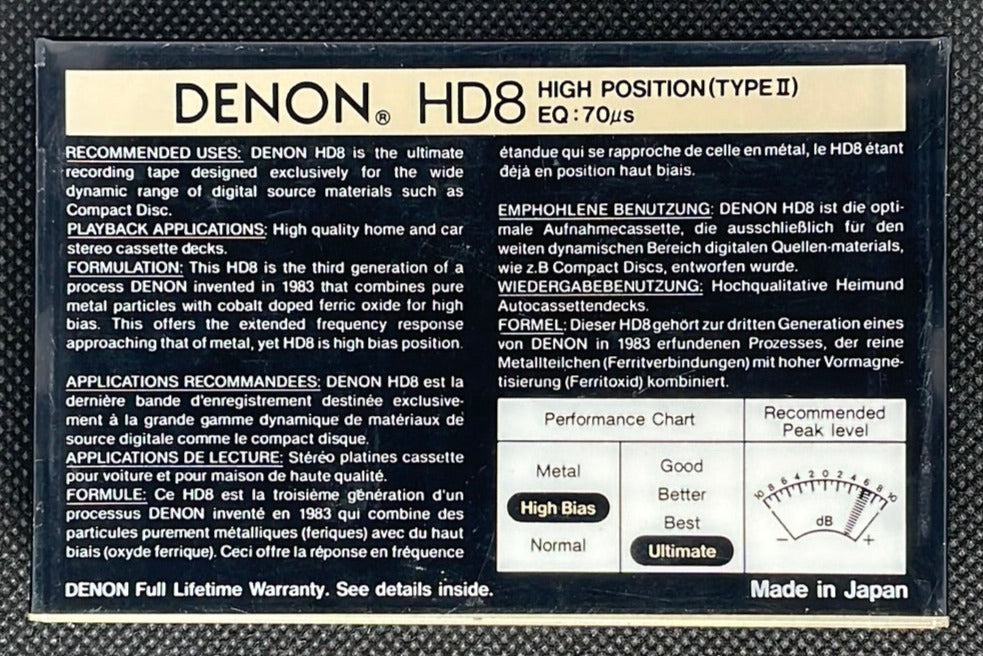 DENON® HD8 HIGH POSITION (TYPE II)
EQ : 70µs
RECOMMENDED USES: DENON HD8 is the ultimate
recording tape designed exclusively for the wide
dynamic range of digital source materials such as
Compact Disc.
PLAYBACK APPLICATIONS: High quality home and car
stereo cassette decks.
FORMULATION: This HD8 is the third generation of a
process DENON invented in 1983 that combines pure
metal particles with cobalt doped ferric oxide for high
bias. This offers the extended frequency response
approaching that of metal, yet HD8 is high bias position.
APPLICATIONS RECOMMANDEES: DENON HD8 est la
dernière bande d'enregistrement destinée exclusive-
ment à la grande gamme dynamique de matériaux de
source digitale comme le compact disque.
APPLICATIONS DE LECTURE: Stéréo platines cassette
pour voiture et pour maison de haute qualité.
FORMULE: Ce HD8 est la troisième génération d'un
processus DENON inventé en 1983 qui combine des
particules purement métalliques (feriques) avec du haut
biais (oxyde ferrique). Ceci offre la réponse en fréquence
étandue qui se rapproche de celle en métal, le HD8 étant
déjà en position haut biais.
EMPHOHLENE BENUTZUNG: DENON HD8 ist die opti-
male Aufnahmecassette, die ausschließlich für den
weiten dynamischen Bereich digitalen Quellen-materials,
wie z.B Compact Discs, entworfen wurde.
WIEDERGABEBENUTZUNG: Hochqualitative Heimund
Autocassettendecks.
FORMEL: Dieser HD8 gehört zur dritten Generation eines
von DENON in 1983 erfundenen Prozesses, der reine
Metallteilchen (Ferritverbindungen) mit hoher Vormagne-
tisierung (Ferritoxid) kombiniert.
Performance Chart
Metal
High Bias
Normal
Good
Better
Best
Ultimate
Recommended
Peak level
10 8 6 4 2 0 2 4 6 8 10
dB
− +
DENON Full Lifetime Warranty. See details inside.
Made in Japan